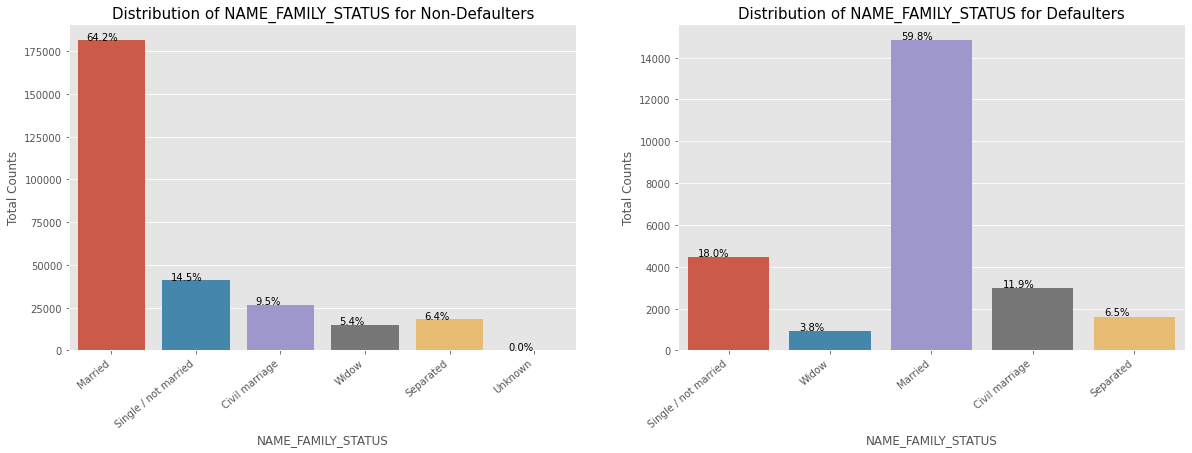 Distribution of NAME_FAMILY_STATUS for Non-Defaulters
Total Counts
175000
150000
125000
100000
75000
50000
25000
0
64.2%
14.5%
9.5%
5.4%
6.4%
0.0%
Married
Single / not married
Civil marriage
Widow
Separated
Unknown
NAME_FAMILY_STATUS
Distribution of NAME_FAMILY_STATUS for Defaulters
Total Counts
14000
12000
10000
8000
6000
4000
2000
0
18.0%
3.8%
59.8%
11.9%
6.5%
Single / not married
Widow
Married
Civil marriage
Separated
NAME_FAMILY_STATUS